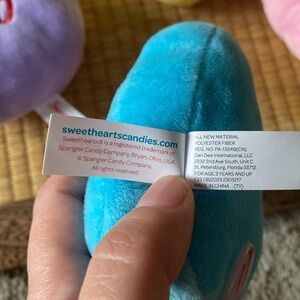 sweetheartscandies.com
Sweethearts® is a registered trademark of
Spangler Candy Company, Bryan, Ohio, USA
© Spangler Candy Company.
All rights reserved.
ALL NEW MATERIAL
POLYESTER FIBER
REG. NO. PA-13249(CN)
Dan Dee International, LLC
2232 2nd Ave South, Unit C
St. Petersburg, Florida 33712
FOR AGE 3 YEARS AND UP
MADE IN CHINA (TY)